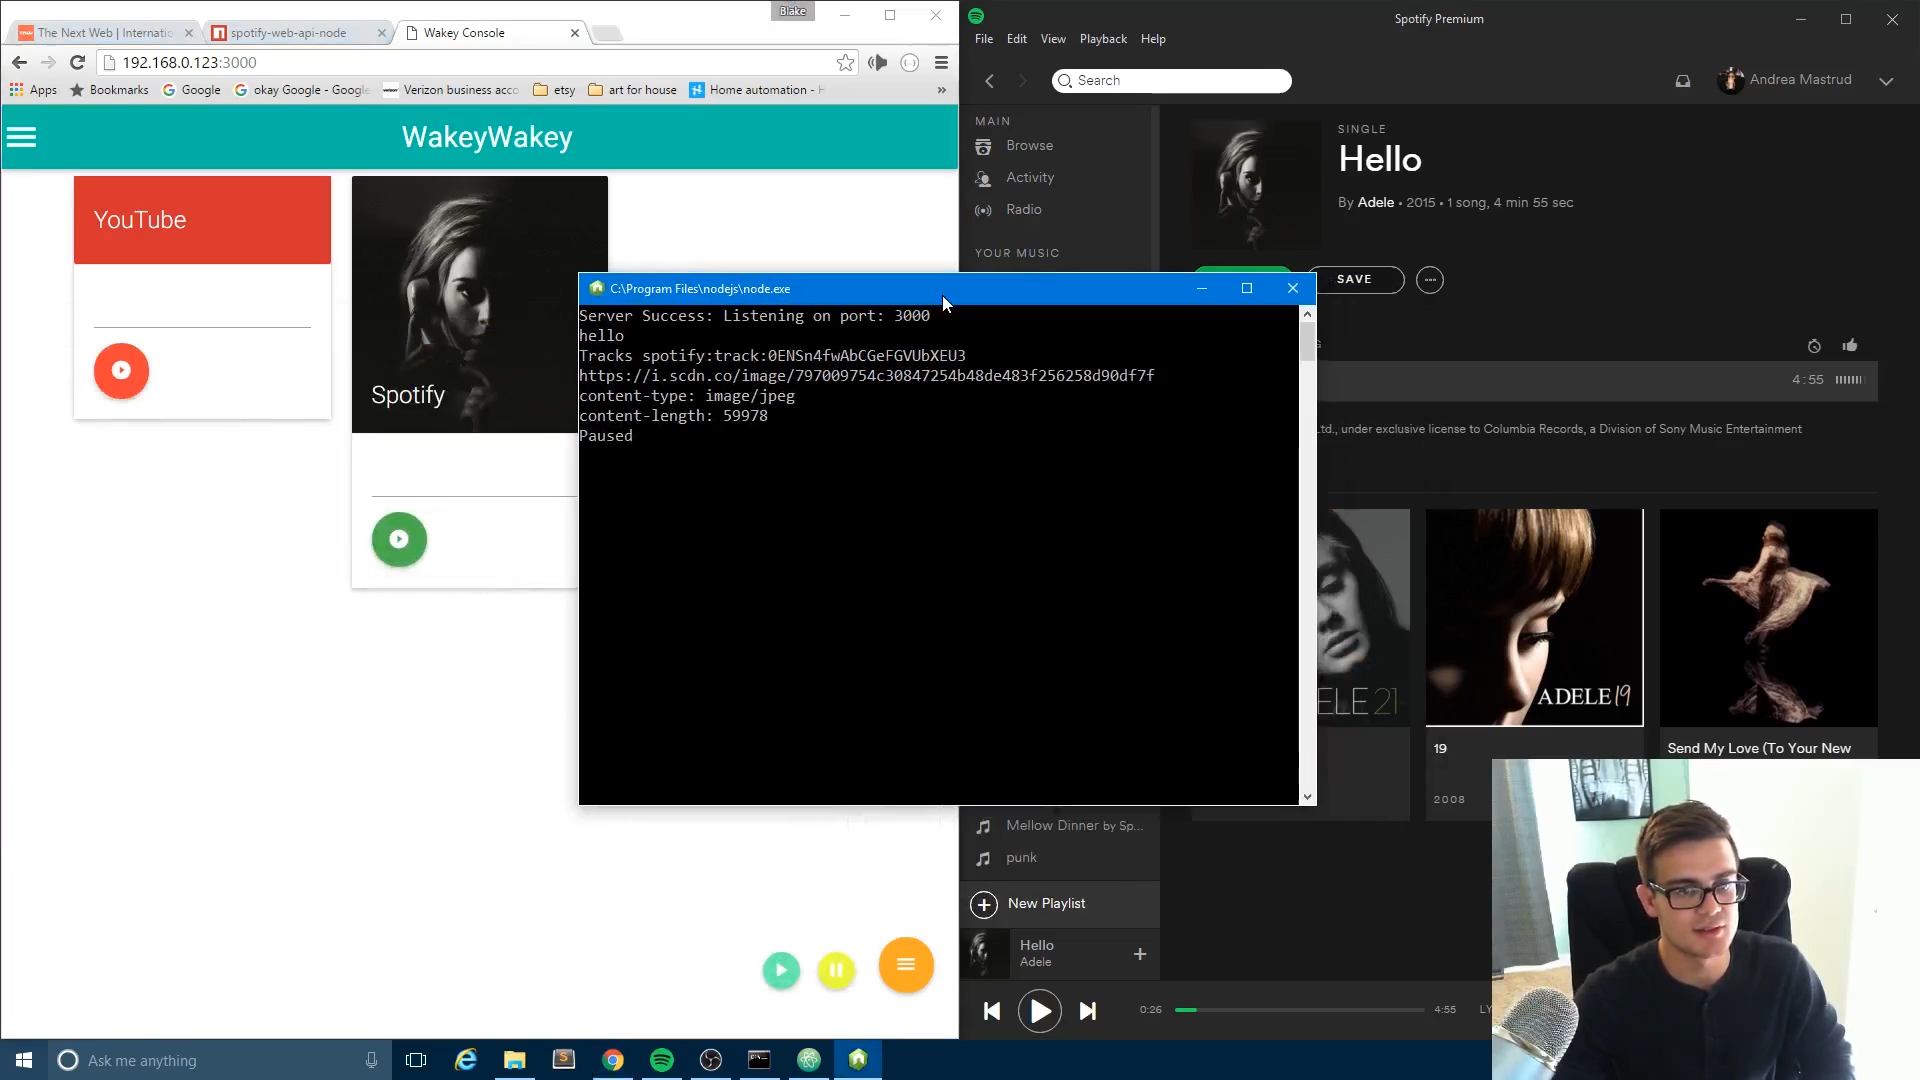 Blake
The Next Web | Internatio
spotify-web-api-node
Wakey Console
192.168.0.123:3000
Apps
Bookmarks
Google
okay Google - Google
Verizon business acco
etsy
art for house
Home automation -
»
WakeyWakey
YouTube
Spotify
C:\Program Files\nodejs\node.exe
Server Success: Listening on port: 3000
hello
Tracks spotify:track:0ENSn4fwAbCGeFGVUbXEU3
https://i.scdn.co/image/797009754c30847254b48de483f256258d90df7f
content-type: image/jpeg
content-length: 59978
Paused
Spotify Premium
File Edit View Playback Help
Search
Andrea Mastrud
MAIN
Browse
Activity
Radio
YOUR MUSIC
SINGLE
Hello
By Adele • 2015 • 1 song, 4 min 55 sec
SAVE
4:55
Ltd., under exclusive license to Columbia Records, a Division of Sony Music Entertainment
ELE 21
ADELE 19
19
2008
Send My Love (To Your New
Mellow Dinner by Sp...
punk
New Playlist
Hello
Adele
0:26
4:55
LY
Ask me anything